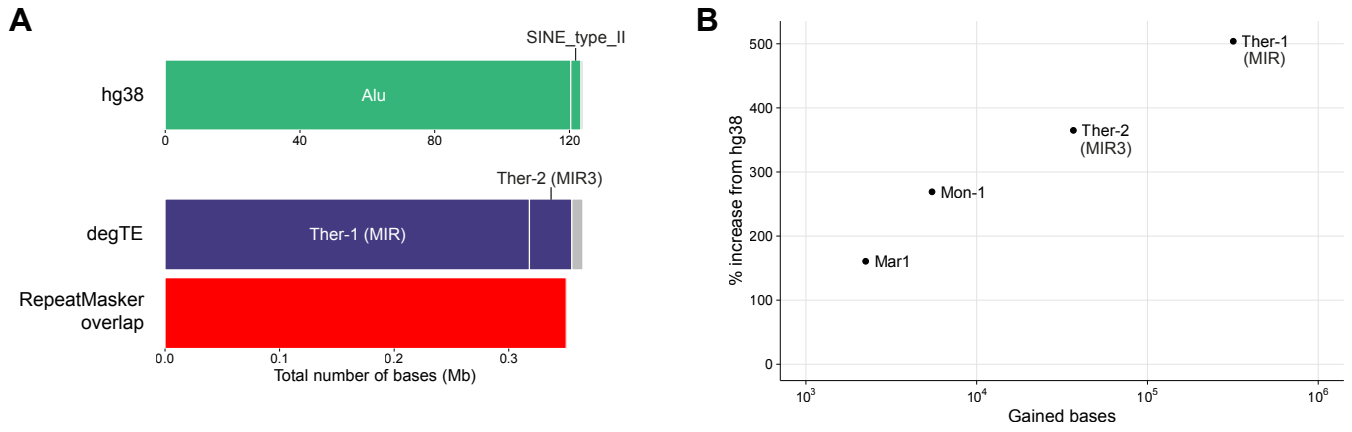 A
SINE_type_II
hg38
Alu
0
40
80
120
Ther-2 (MIR3)
degTE
Ther-1 (MIR)
RepeatMasker
overlap
0.0
0.1
0.2
0.3
Total number of bases (Mb)
B
% increase from hg38
500
400
300
200
100
0
Ther-1
(MIR)
Ther-2
(MIR3)
Mon-1
Mar1
10³
10⁴
10⁵
10⁶
Gained bases